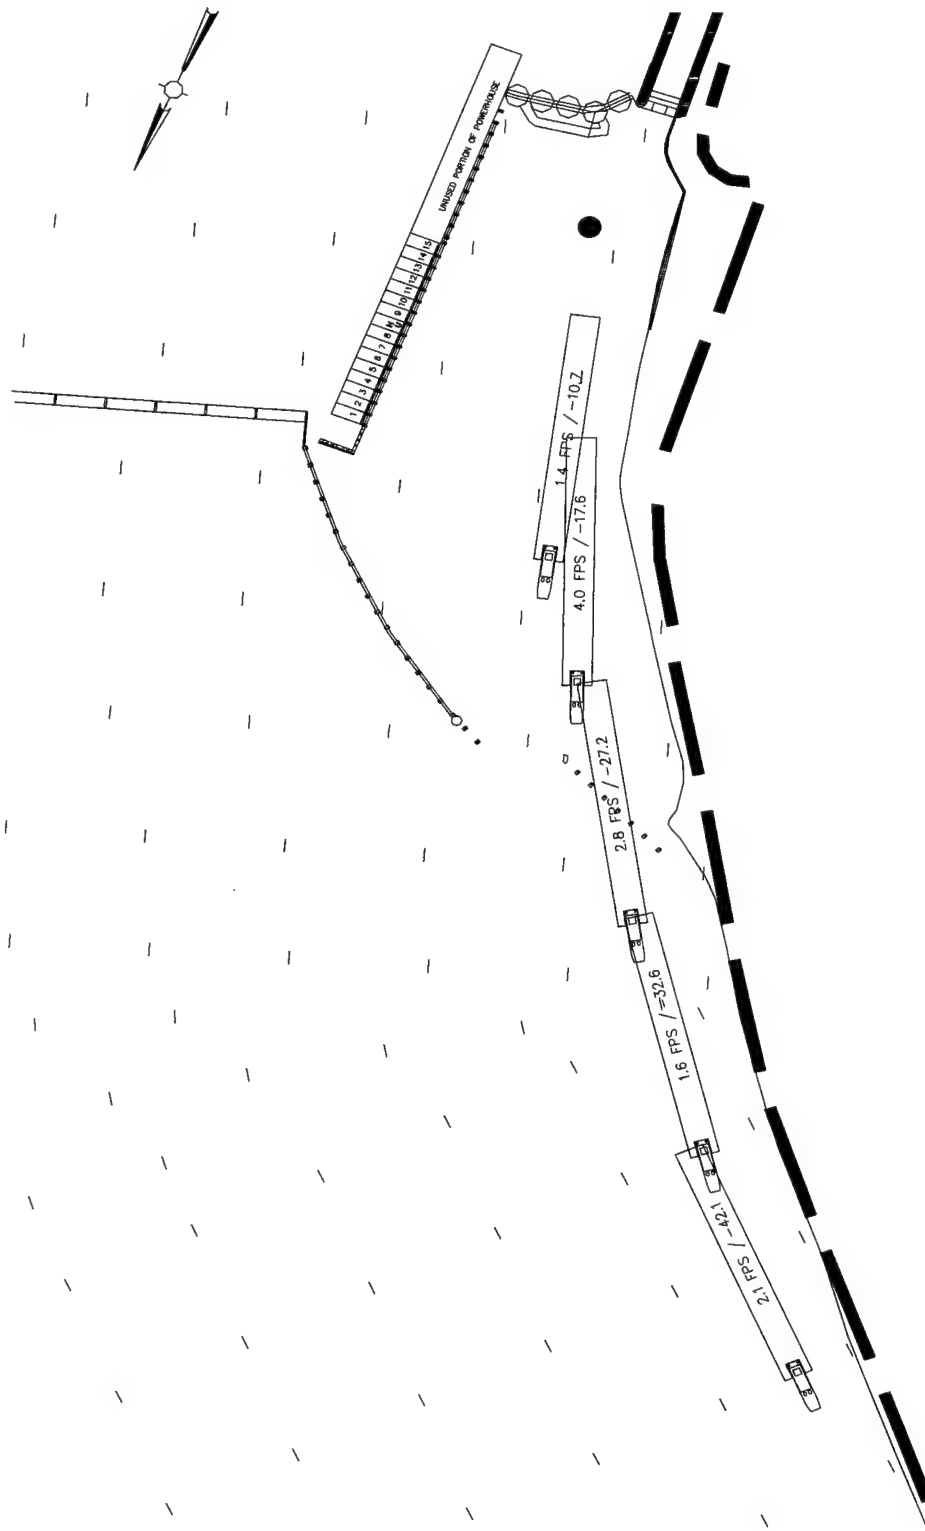 UNUSED PORTION OF POWERHOUSE
15
14
13
12
11
10
9
8
7
6
5
4
3
2
1
1.4 FPS / -10.7
4.0 FPS / -17.6
2.8 FPS / -27.2
1.6 FPS / =32.6
2.1 FPS / -42.1